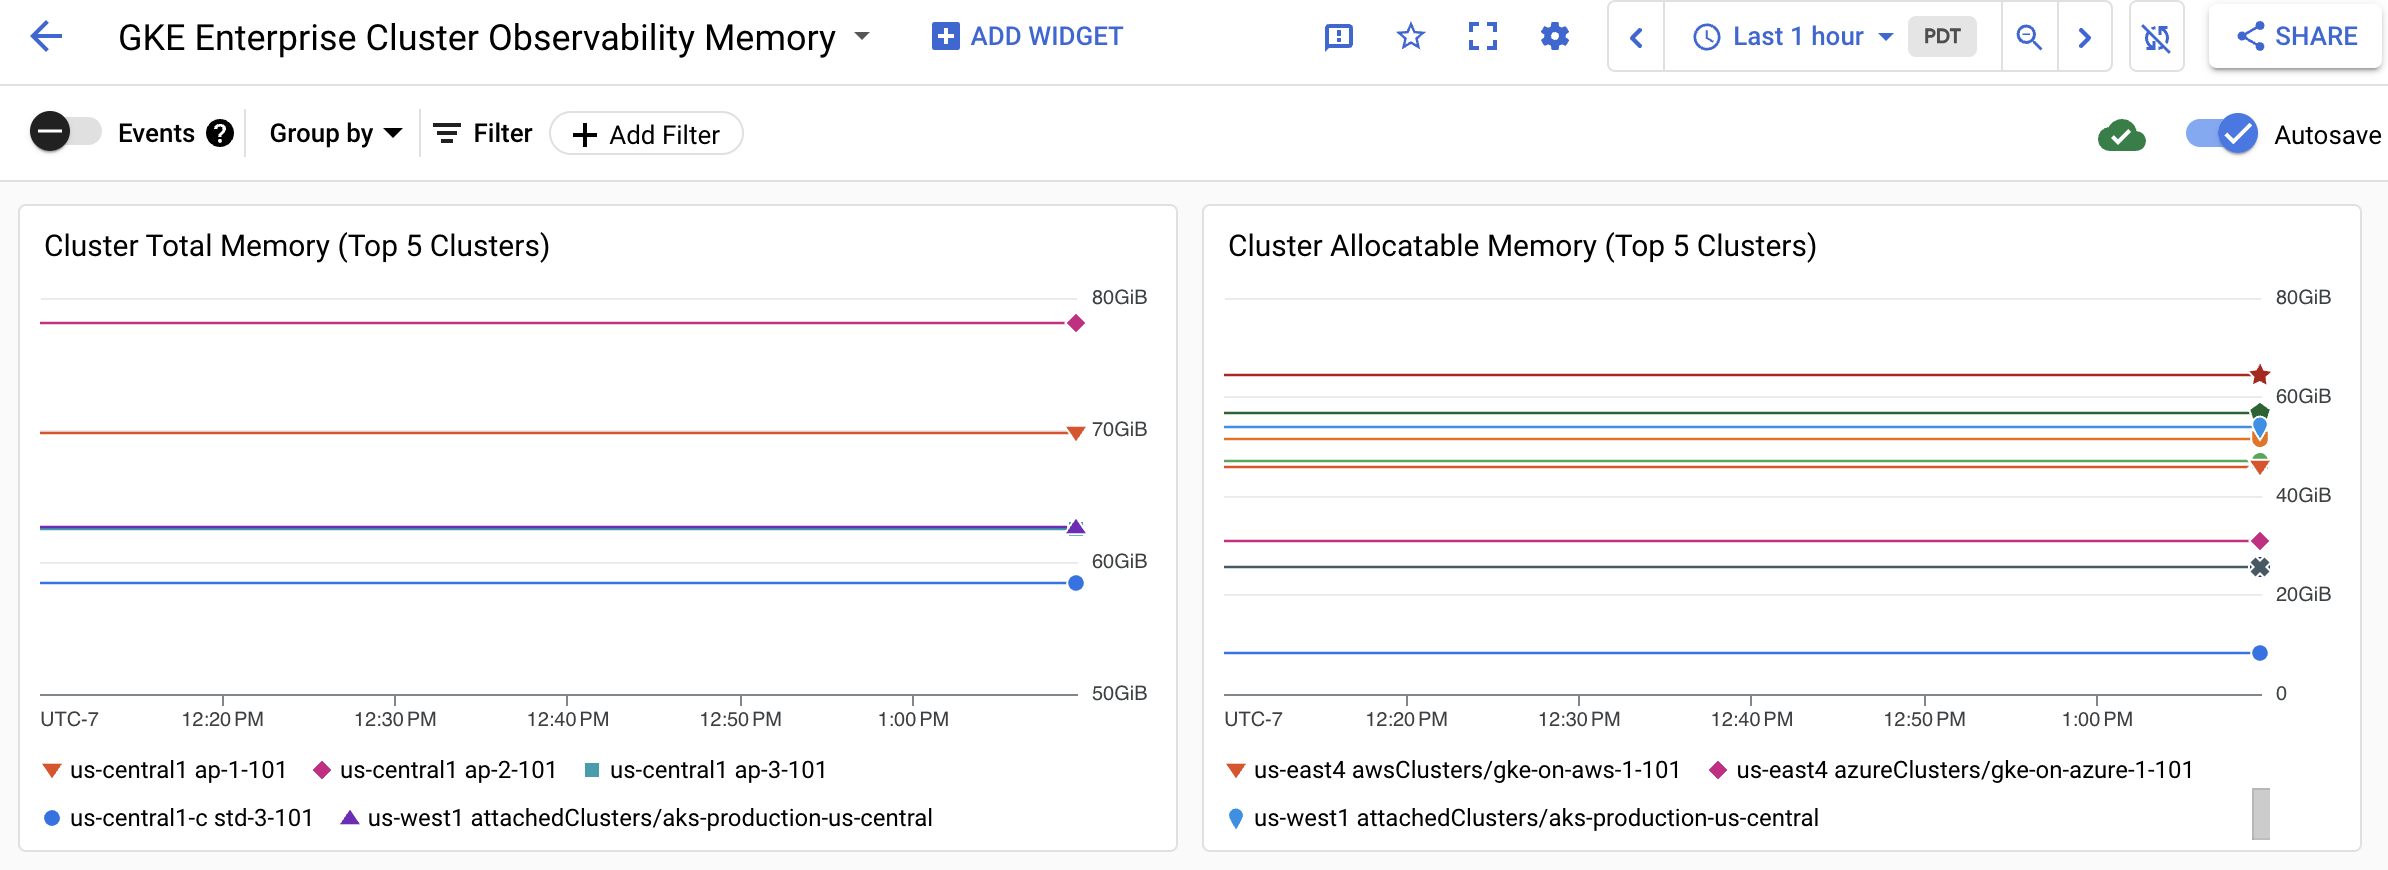 GKE Enterprise Cluster Observability Memory
ADD WIDGET
Last 1 hour
PDT
SHARE
Events
Group by
Filter
Add Filter
Autosave
Cluster Total Memory (Top 5 Clusters)
80GiB
70GiB
60GiB
50GiB
UTC-7 12:20 PM 12:30 PM 12:40 PM 12:50 PM 1:00 PM
us-central1 ap-1-101 us-central1 ap-2-101 us-central1 ap-3-101
us-central1-c std-3-101 us-west1 attachedClusters/aks-production-us-central
Cluster Allocatable Memory (Top 5 Clusters)
80GiB
60GiB
40GiB
20GiB
0
UTC-7 12:20 PM 12:30 PM 12:40 PM 12:50 PM 1:00 PM
us-east4 awsClusters/gke-on-aws-1-101 us-east4 azureClusters/gke-on-azure-1-101
us-west1 attachedClusters/aks-production-us-central